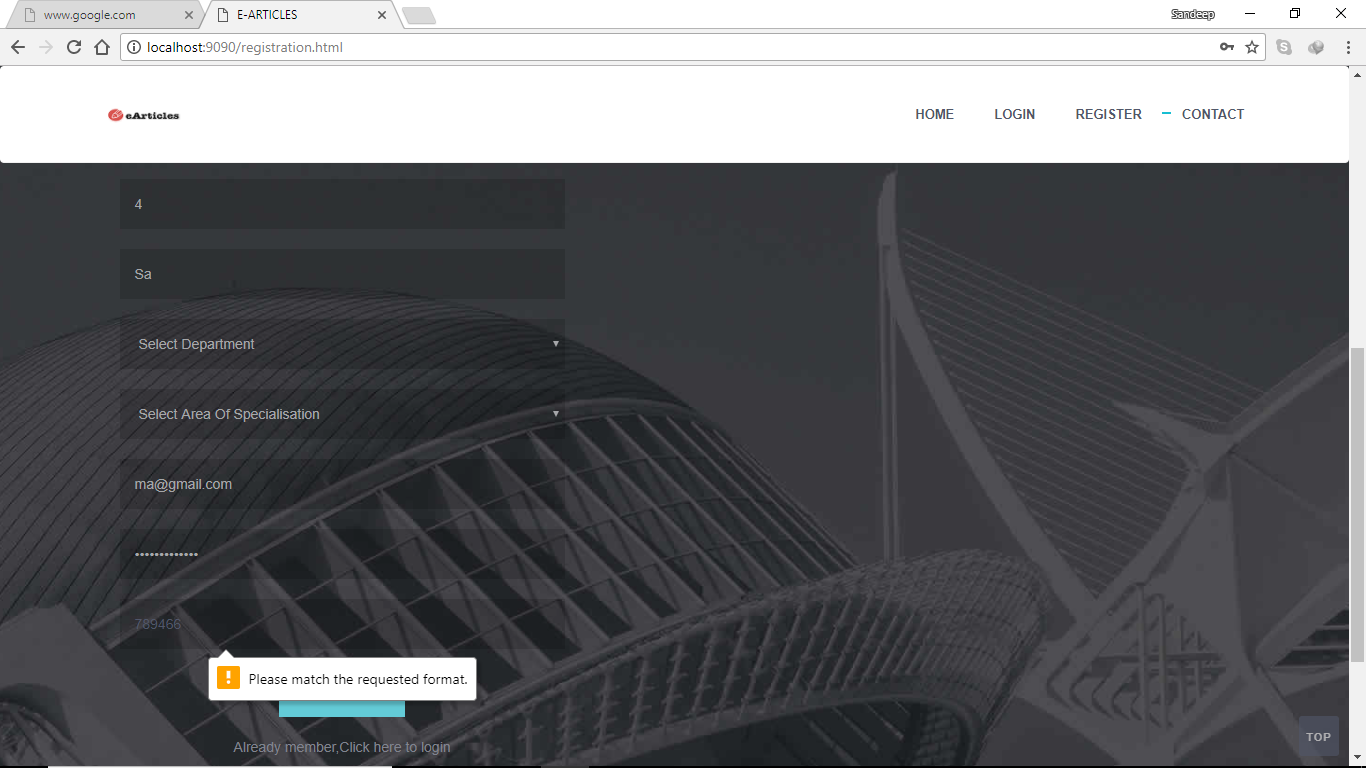 www.google.com
E-ARTICLES
Sandeep
localhost:9090/registration.html
eArticles
HOME
LOGIN
REGISTER
CONTACT
4
Sa
Select Department
Select Area Of Specialisation
ma@gmail.com
•••••••••••••
789466
Please match the requested format.
Already member,Click here to login
TOP